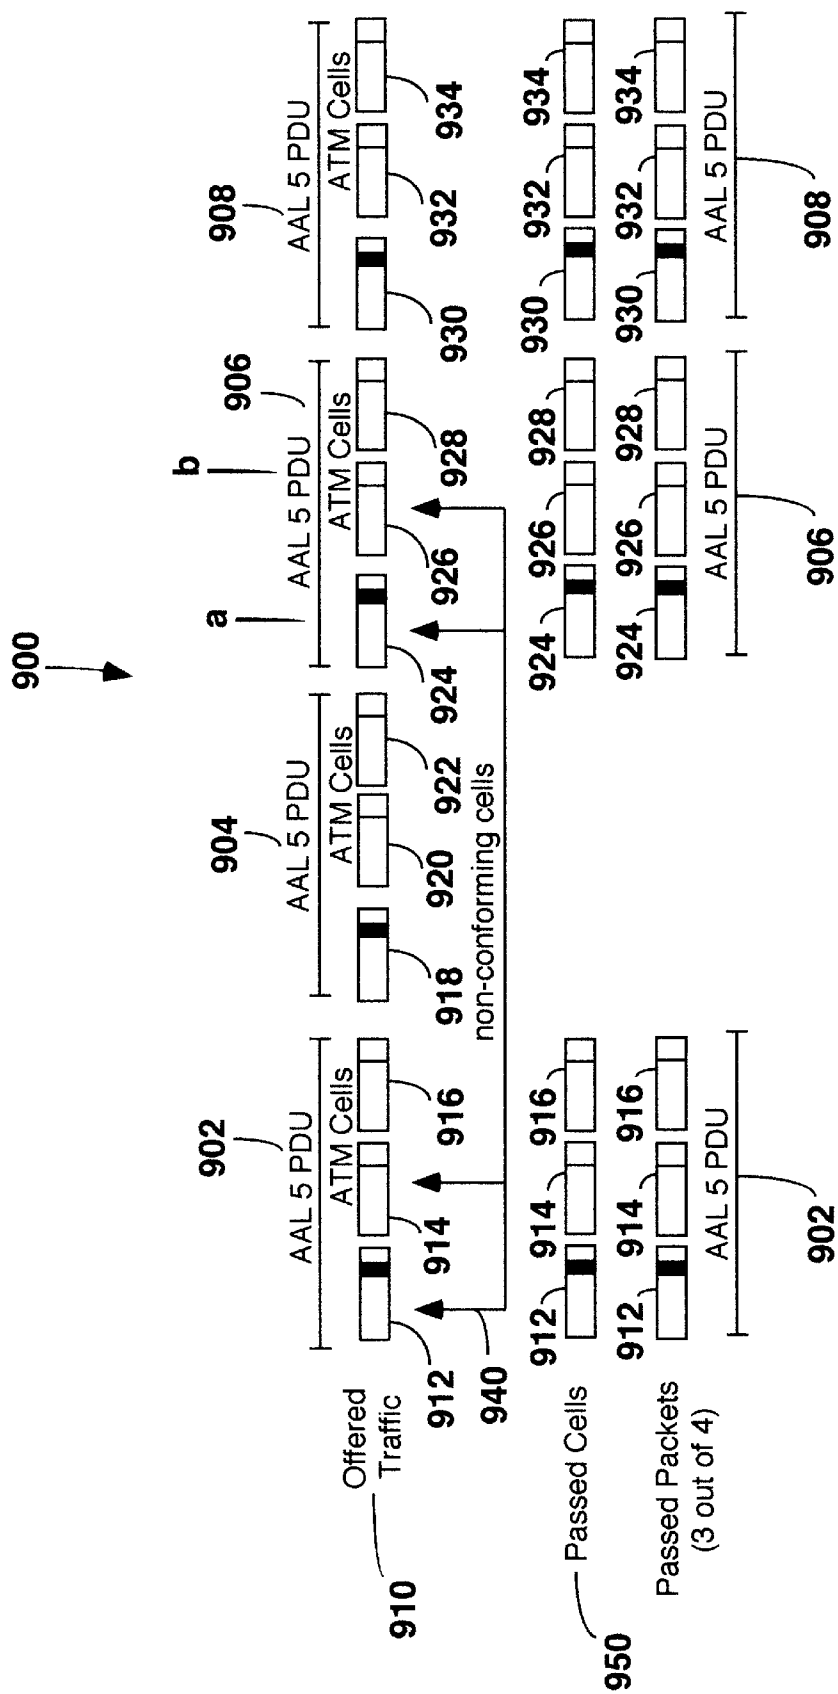 900
902
904
a
906
b
908
AAL 5 PDU
AAL 5 PDU
AAL 5 PDU
AAL 5 PDU
ATM Cells
ATM Cells
ATM Cells
ATM Cells
Offered
Traffic
910
912
914
916
918
920
922
924
926
928
930
932
934
940
non-conforming cells
950
Passed Cells
912
914
916
924
926
928
930
932
934
Passed Packets
(3 out of 4)
912
914
916
924
926
928
930
932
934
AAL 5 PDU
AAL 5 PDU
AAL 5 PDU
902
906
908